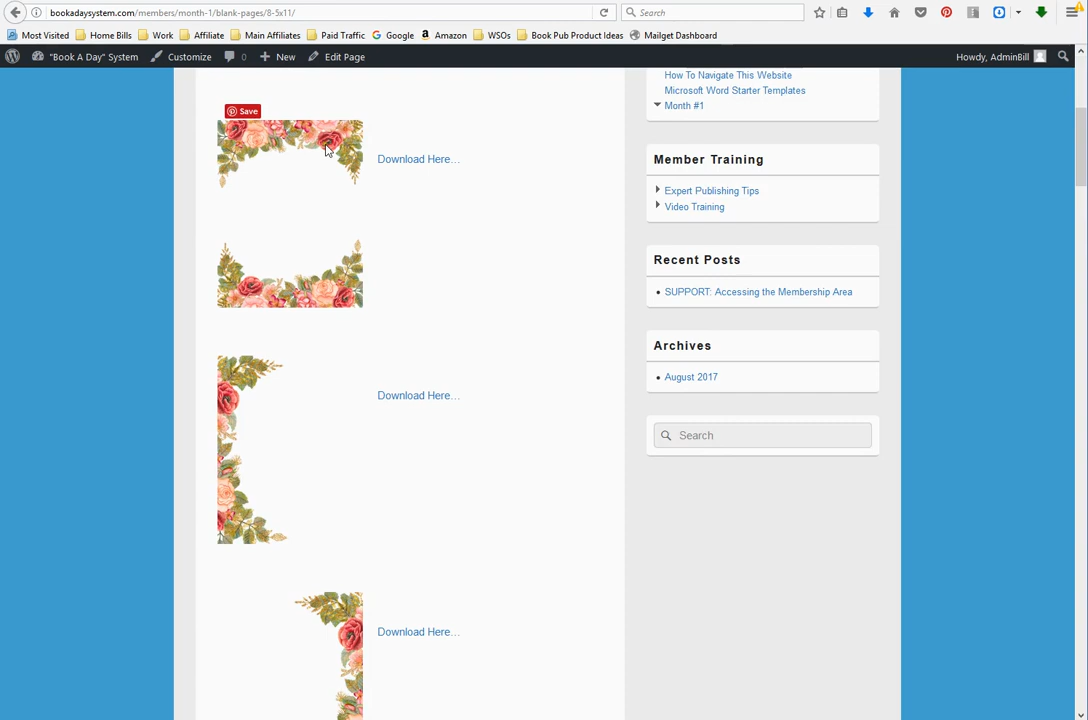 bookadaysystem.com/members/month-1/blank-pages/8-5x11/
Search
Most Visited Home Bills Work Affiliate Main Affiliates Paid Traffic Google Amazon WSOs Book Pub Product Ideas Mailget Dashboard
"Book A Day" System Customize 0 New Edit Page Howdy, AdminBill
How To Navigate This Website
Microsoft Word Starter Templates
Month #1
Save
Download Here…
Member Training
Expert Publishing Tips
Video Training
Recent Posts
SUPPORT: Accessing the Membership Area
Archives
August 2017
Download Here…
Search
Download Here…